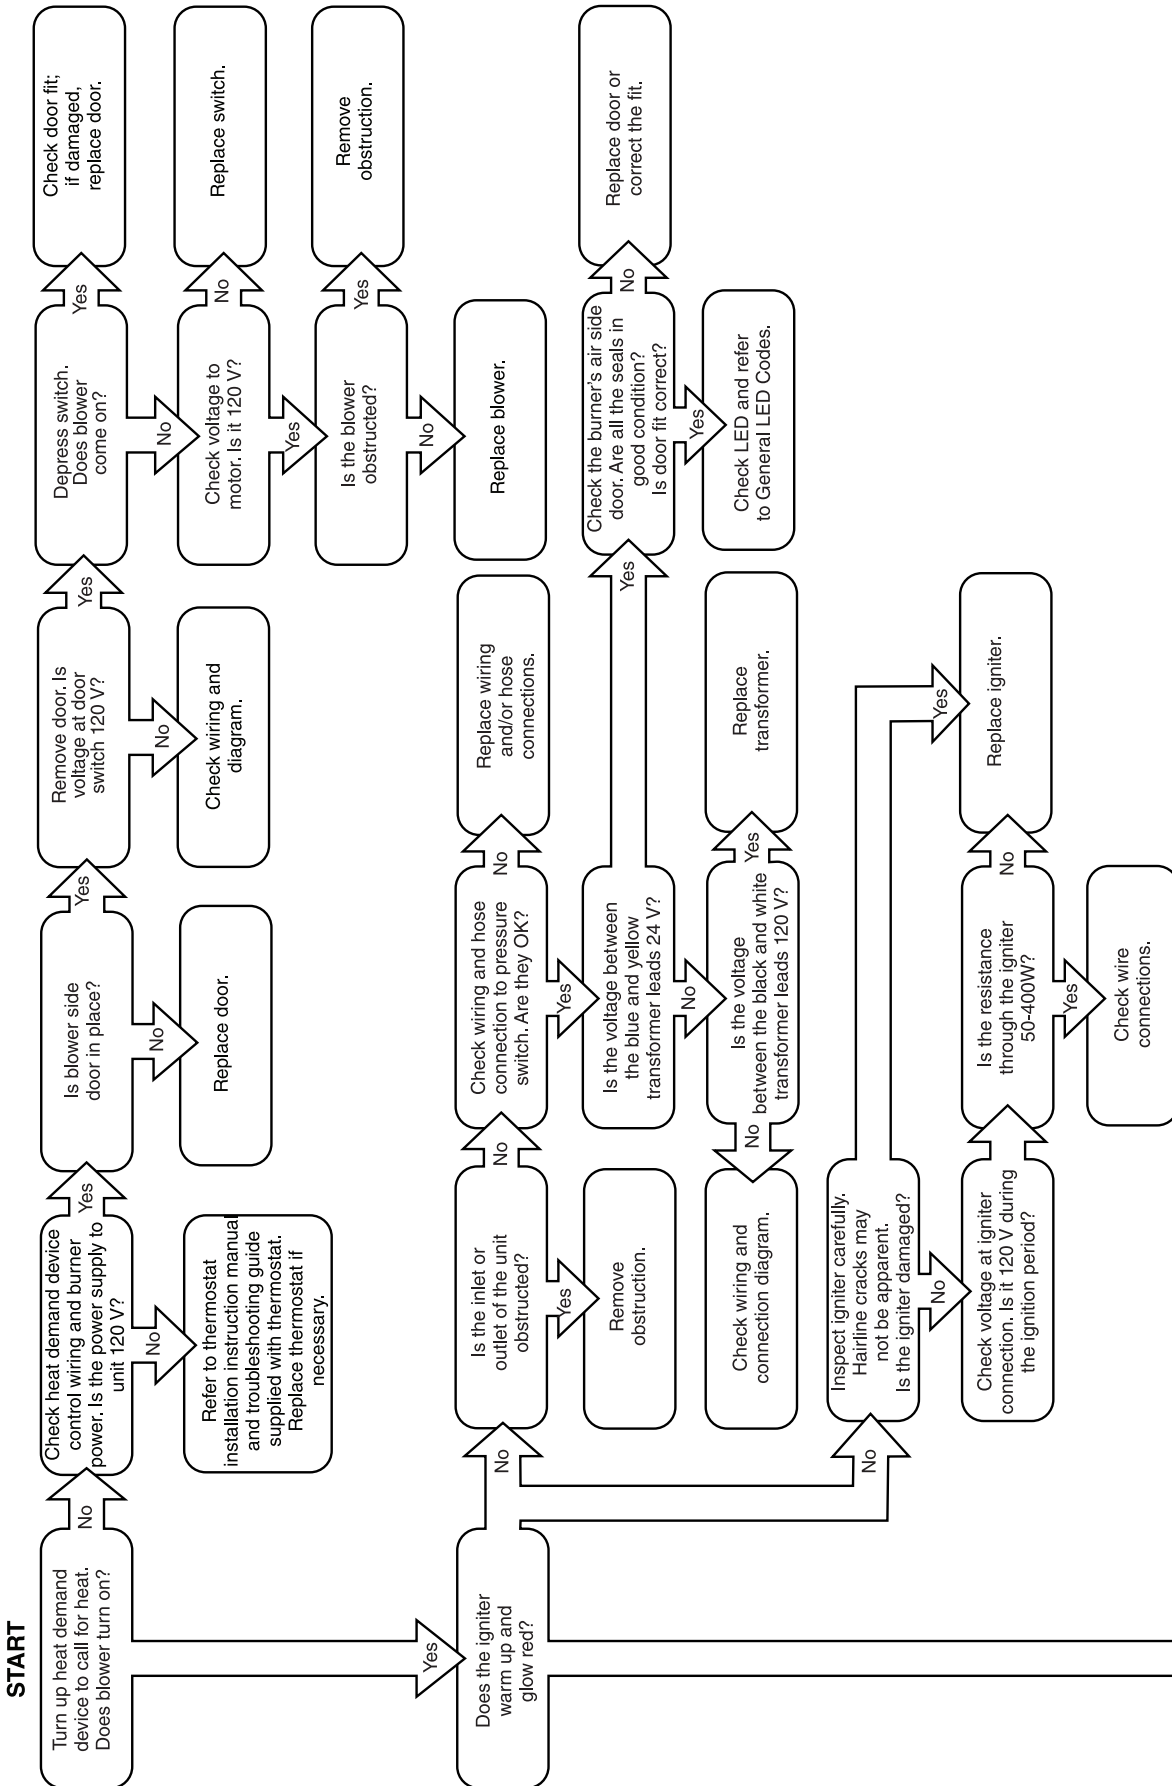 START
Turn up heat demand
device to call for heat.
Does blower turn on?
No
Check heat demand device
control wiring and burner
power. Is the power supply to
unit 120 V?
Yes
Is blower side
door in place?
Yes
Remove door. Is
voltage at door
switch 120 V?
Yes
Depress switch.
Does blower
come on?
Yes
Check door fit;
if damaged,
replace door.
No
Refer to thermostat
installation instruction manual
and troubleshooting guide
supplied with thermostat.
Replace thermostat if
necessary.
No
Replace door.
No
Check wiring and
diagram.
No
Check voltage to
motor. Is it 120 V?
No
Replace switch.
Yes
Is the blower
obstructed?
Yes
Remove
obstruction.
No
Replace blower.
Yes
Does the igniter
warm up and
glow red?
No
Is the inlet or
outlet of the unit
obstructed?
No
Check wiring and hose
connection to pressure
switch. Are they OK?
No
Replace wiring
and/or hose
connections.
Yes
Remove
obstruction.
Yes
Is the voltage between
the blue and yellow
transformer leads 24 V?
Yes
Check the burner's air side
door. Are all the seals in
good condition?
Is door fit correct?
No
Replace door or
correct the fit.
Yes
Check LED and refer
to General LED Codes.
No
Is the voltage
between the black and white
transformer leads 120 V?
No
Check wiring and
connection diagram.
Yes
Replace
transformer.
No
Inspect igniter carefully.
Hairline cracks may
not be apparent.
Is the igniter damaged?
Yes
Replace igniter.
No
Check voltage at igniter
connection. Is it 120 V during
the ignition period?
Is the resistance
through the igniter
50-400W?
No
Yes
Check wire
connections.